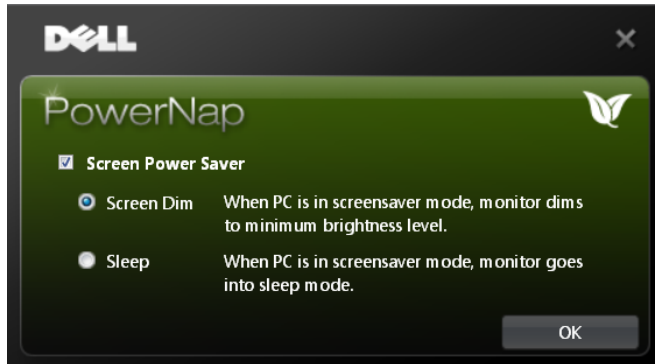 DELL
PowerNap
Screen Power Saver
Screen Dim When PC is in screensaver mode, monitor dims
to minimum brightness level.
Sleep When PC is in screensaver mode, monitor goes
into sleep mode.
OK